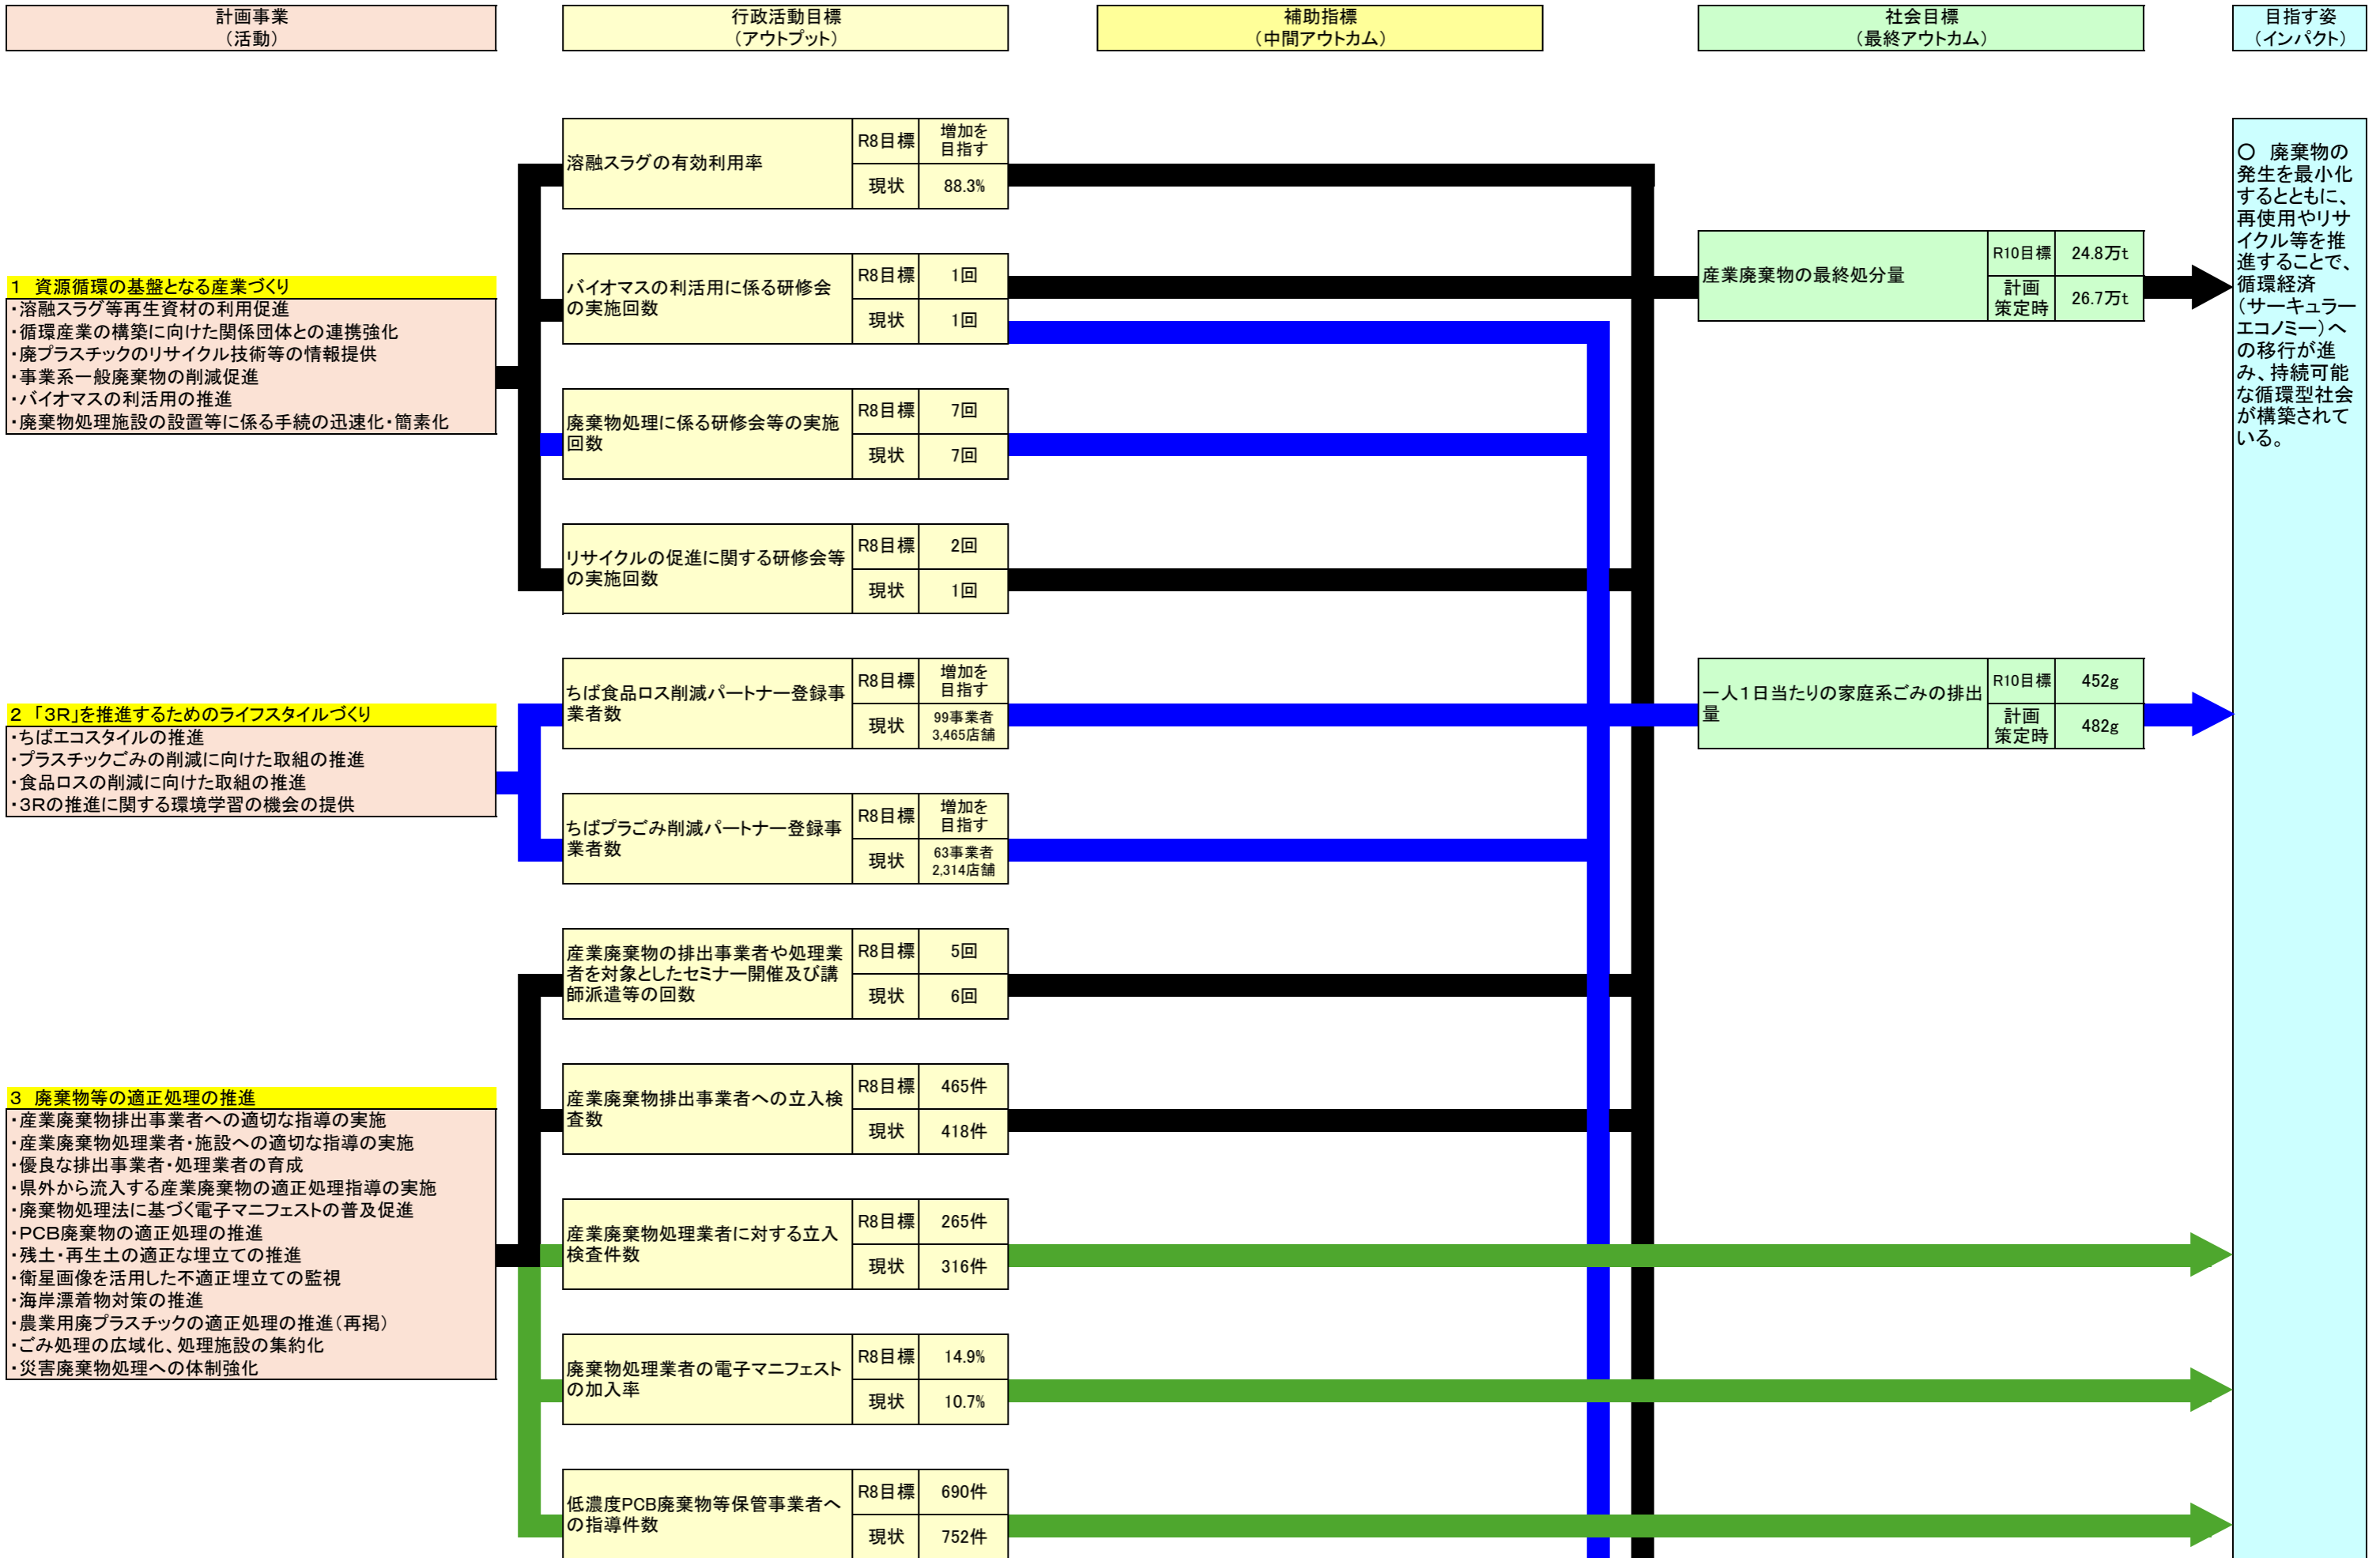 計画事業
（活動）
行政活動目標
（アウトプット）
補助指標
（中間アウトカム）
社会目標
（最終アウトカム）
目指す姿
（インパクト）
1　資源循環の基盤となる産業づくり
・溶融スラグ等再生資材の利用促進
・循環産業の構築に向けた関係団体との連携強化
・廃プラスチックのリサイクル技術等の情報提供
・事業系一般廃棄物の削減促進
・バイオマスの利活用の推進
・廃棄物処理施設の設置等に係る手続の迅速化・簡素化
溶融スラグの有効利用率
R8目標
増加を
目指す
現状
88.3%
バイオマスの利活用に係る研修会
の実施回数
R8目標
1回
現状
1回
廃棄物処理に係る研修会等の実施
回数
R8目標
7回
現状
7回
リサイクルの促進に関する研修会等
の実施回数
R8目標
2回
現状
1回
産業廃棄物の最終処分量
R10目標
24.8万t
計画
策定時
26.7万t
2　「3R」を推進するためのライフスタイルづくり
・ちばエコスタイルの推進
・プラスチックごみの削減に向けた取組の推進
・食品ロスの削減に向けた取組の推進
・3Rの推進に関する環境学習の機会の提供
ちば食品ロス削減パートナー登録事
業者数
R8目標
増加を
目指す
現状
99事業者
3,465店舗
ちばプラごみ削減パートナー登録事
業者数
R8目標
増加を
目指す
現状
63事業者
2,314店舗
一人1日当たりの家庭系ごみの排出
量
R10目標
452g
計画
策定時
482g
3　廃棄物等の適正処理の推進
・産業廃棄物排出事業者への適切な指導の実施
・産業廃棄物処理業者・施設への適切な指導の実施
・優良な排出事業者・処理業者の育成
・県外から流入する産業廃棄物の適正処理指導の実施
・廃棄物処理法に基づく電子マニフェストの普及促進
・PCB廃棄物の適正処理の推進
・残土・再生土の適正な埋立ての推進
・衛星画像を活用した不適正埋立ての監視
・海岸漂着物対策の推進
・農業用廃プラスチックの適正処理の推進（再掲）
・ごみ処理の広域化、処理施設の集約化
・災害廃棄物処理への体制強化
産業廃棄物の排出事業者や処理業
者を対象としたセミナー開催及び講
師派遣等の回数
R8目標
5回
現状
6回
産業廃棄物排出事業者への立入検
査数
R8目標
465件
現状
418件
産業廃棄物処理業者に対する立入
検査件数
R8目標
265件
現状
316件
廃棄物処理業者の電子マニフェスト
の加入率
R8目標
14.9%
現状
10.7%
低濃度PCB廃棄物等保管事業者へ
の指導件数
R8目標
690件
現状
752件
○　廃棄物の
発生を最小化
するとともに、
再使用やリサ
イクル等を推
進することで、
循環経済
（サーキュラー
エコノミー）へ
の移行が進
み、持続可能
な循環型社会
が構築されて
いる。